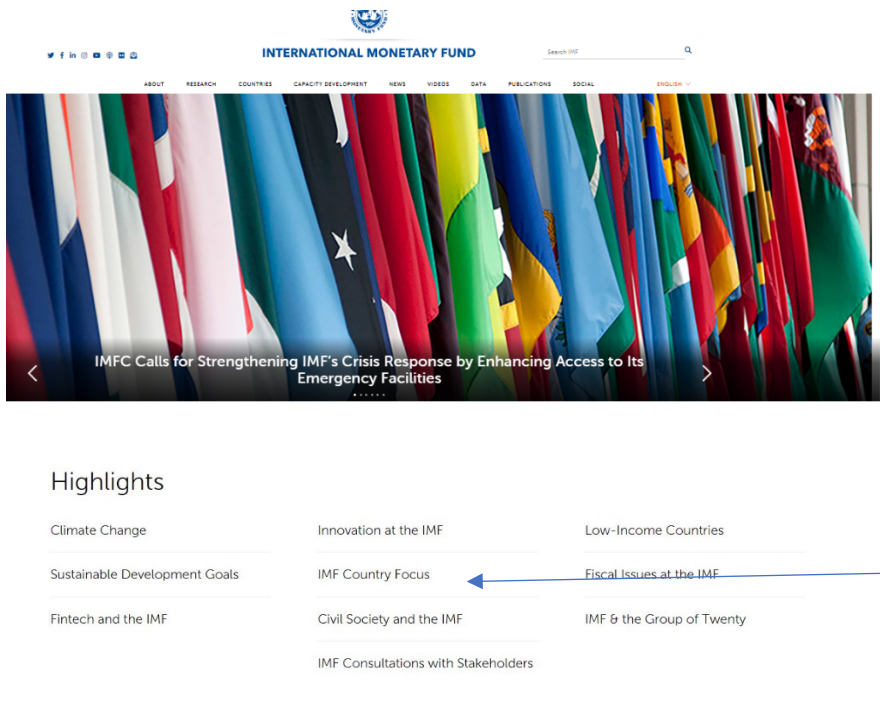 MONETARY FUND
INTERNATIONAL MONETARY FUND
Search IMF
ABOUT RESEARCH COUNTRIES CAPACITY DEVELOPMENT NEWS VIDEOS DATA PUBLICATIONS SOCIAL ENGLISH
IMFC Calls for Strengthening IMF's Crisis Response by Enhancing Access to Its
Emergency Facilities
Highlights
Climate Change
Sustainable Development Goals
Fintech and the IMF
Innovation at the IMF
IMF Country Focus
Civil Society and the IMF
IMF Consultations with Stakeholders
Low-Income Countries
Fiscal Issues at the IMF
IMF & the Group of Twenty